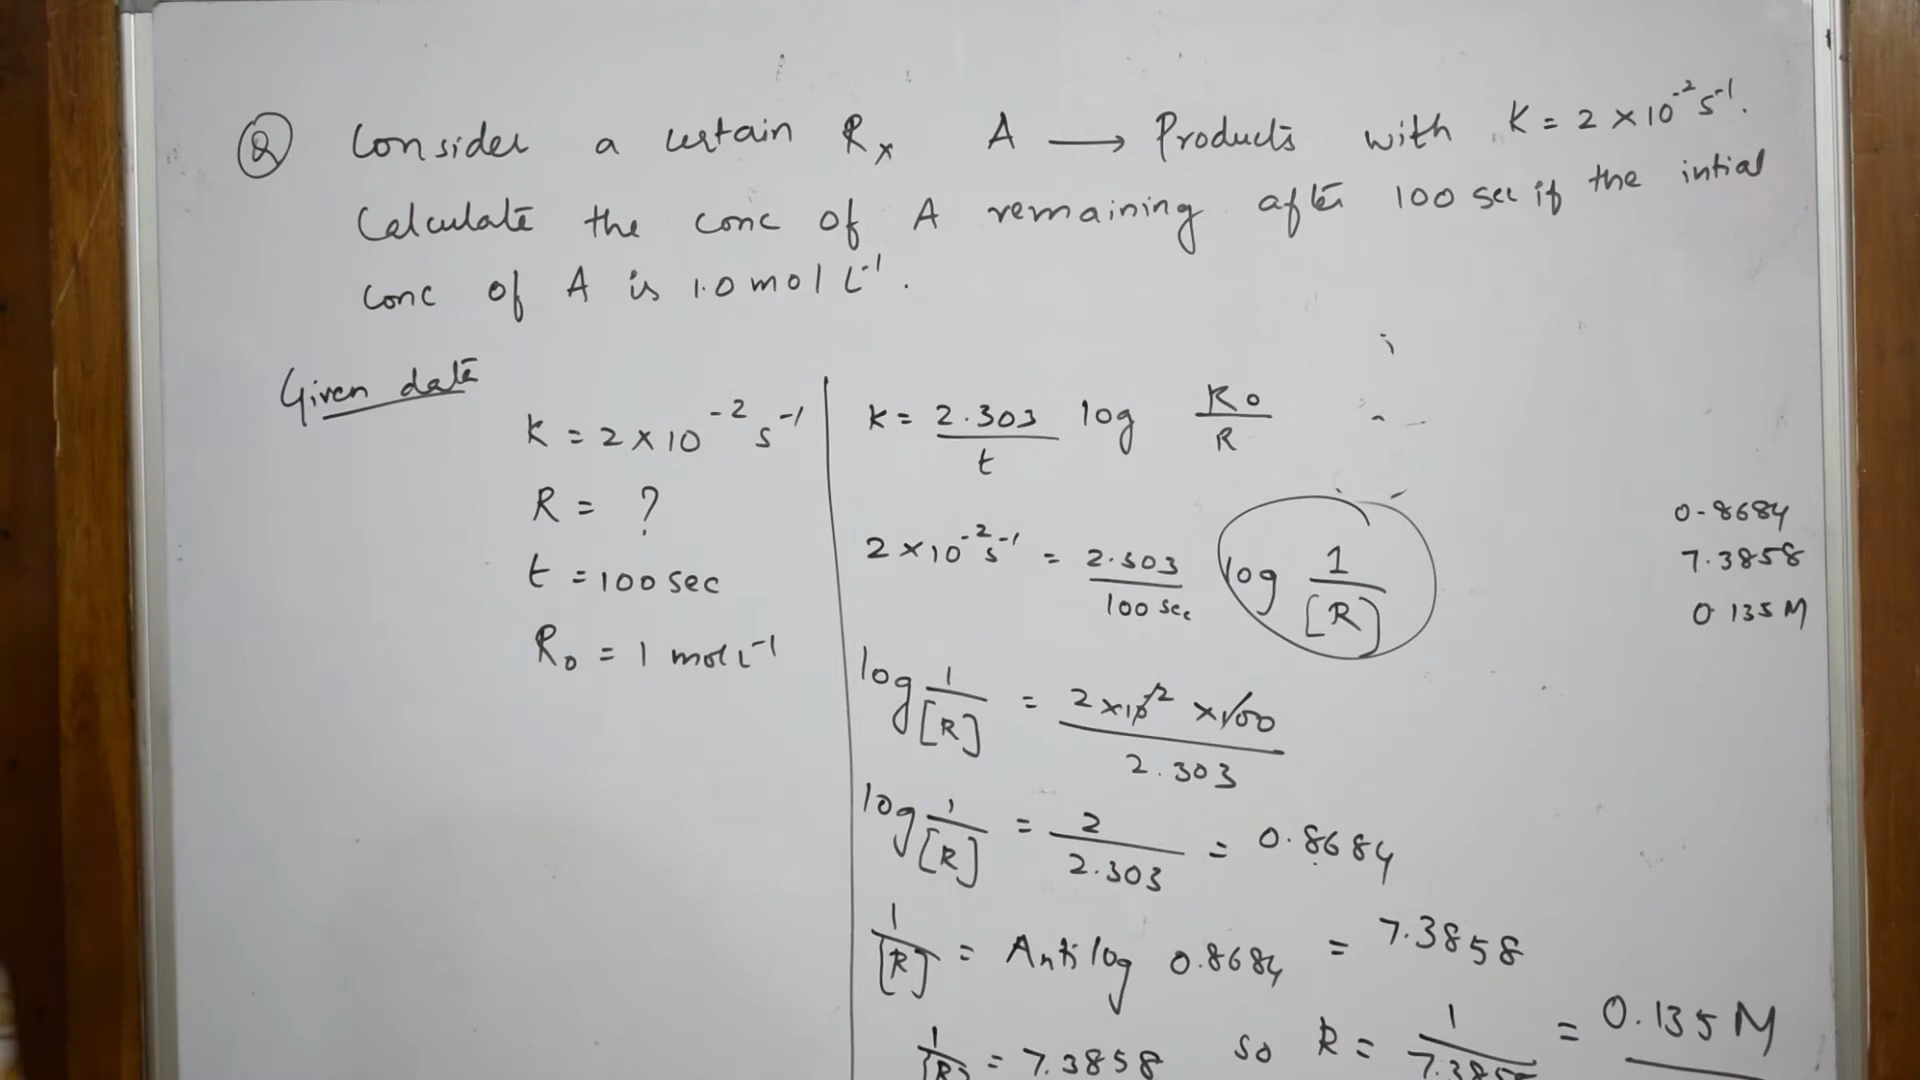 Q Consider a certain Rx A ⟶ Products with K = 2 × 10⁻² s⁻¹.
Calculate the conc of A remaining after 100 sec if the intial
conc of A is 1.0 mol L⁻¹.
Given data
K = 2 × 10⁻² s⁻¹
R = ?
t = 100 sec
R₀ = 1 mol L⁻¹
K = 2.303/t log R₀/R
2 × 10⁻² s⁻¹ = 2.303/100 sec log 1/[R]
log 1/[R] = 2 × 10⁻² × 100/2.303
log 1/[R] = 2/2.303 = 0.8684
1/[R] = Antilog 0.8684 = 7.3858
1/[R] = 7.3858 so R = 1/7.3858 = 0.135 M
0.8684
7.3858
0.135 M